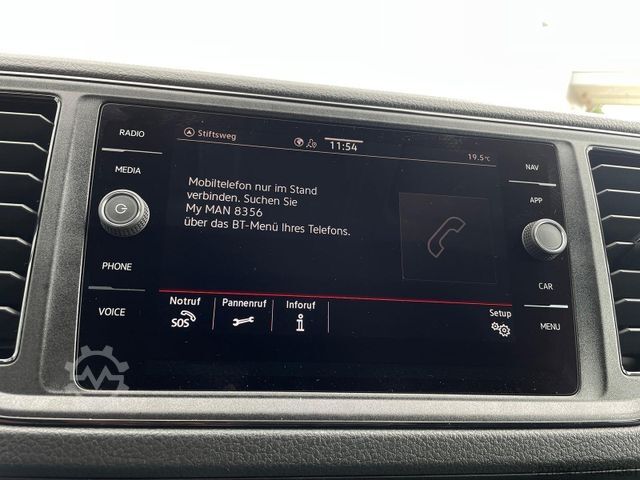 RADIO
MEDIA
PHONE
VOICE
Stiftsweg
11:54
19.5°C
Mobiltelefon nur im Stand
verbinden. Suchen Sie
My MAN 8356
über das BT-Menü Ihres Telefons.
Notruf
SOS
Pannenruf
Inforuf
Setup
NAV
APP
CAR
MENU